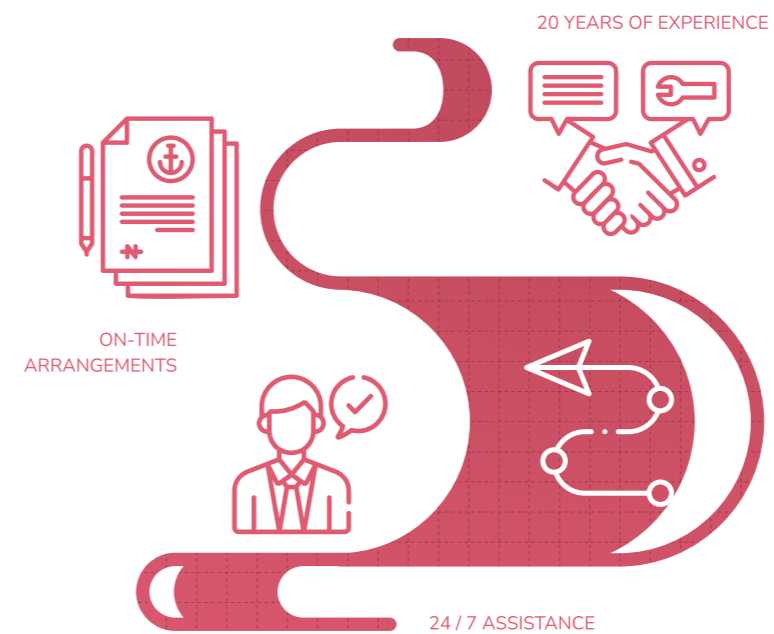 20 YEARS OF EXPERIENCE
ON-TIME
ARRANGEMENTS
24 / 7 ASSISTANCE